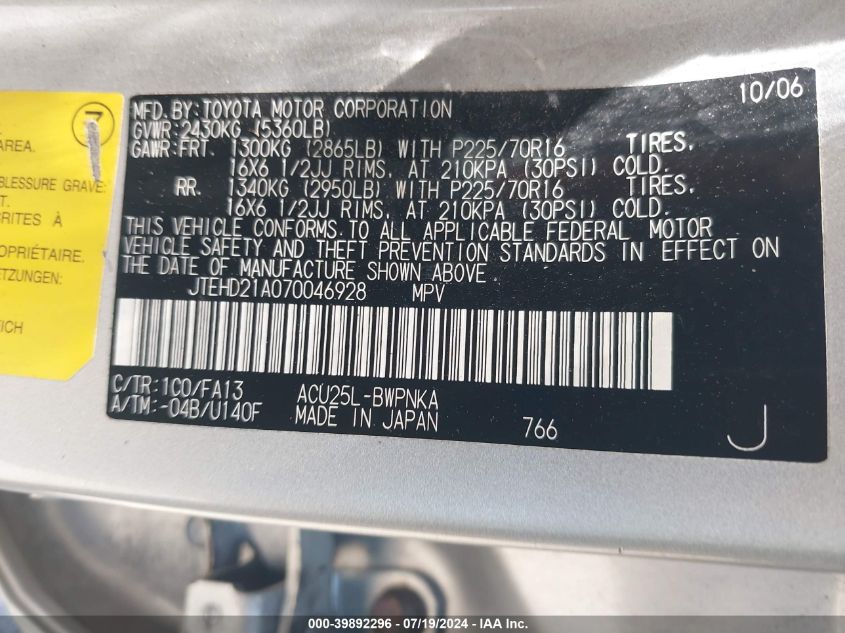 10/06
MFD.BY:TOYOTA MOTOR CORPORATION
GVWR:2430KG (5360LB)
GAWR:FRT. 1300KG (2865LB) WITH P225/70R16 TIRES,
16X6 1/2JJ RIMS, AT 210KPA (30PSI) COLD.
RR. 1340KG (2950LB) WITH P225/70R16 TIRES,
16X6 1/2JJ RIMS, AT 210KPA (30PSI) COLD.
THIS VEHICLE CONFORMS TO ALL APPLICABLE FEDERAL MOTOR
VEHICLE SAFETY AND THEFT PREVENTION STANDARDS IN EFFECT ON
THE DATE OF MANUFACTURE SHOWN ABOVE
JTEHD21A070046928 MPV
C/TR:1C0/FA13 ACU25L-BWPNKA
A/TM:-04B/U140F MADE IN JAPAN 766 J
AREA.
BLESSURE GRAVE:
T.
BRITES À
OPRIÉTAIRE.
ETZUNGEN:
ICH
000-39892296 - 07/19/2024 - IAA Inc.